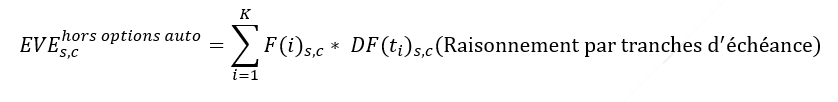 $EVE_{s,c}^{hors\ options\ auto} = \sum_{i=1}^{K} F(i)_{s,c} * DF(t_i)_{s,c}$(Raisonnement par tranches d′échéance)